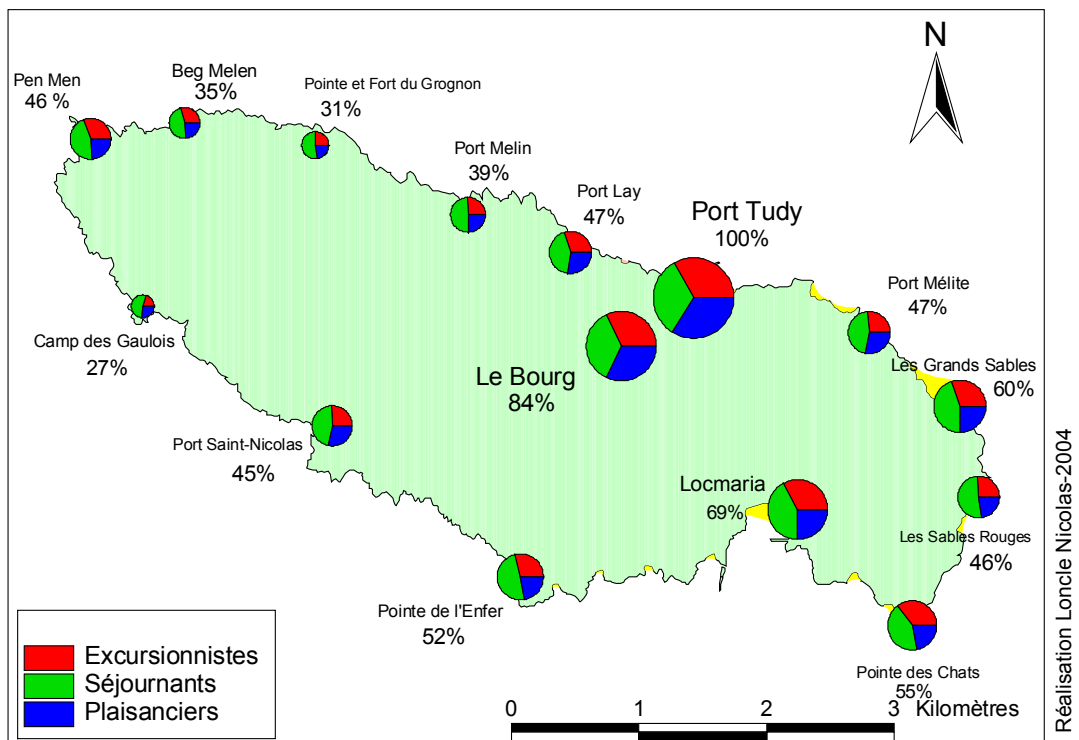 N
Pen Men
46 %
Beg Melen
35%
Pointe et Fort du Grognon
31%
Port Melin
39%
Port Lay
47%
Port Tudy
100%
Port Mélite
47%
Les Grands Sables
60%
Camp des Gaulois
27%
Le Bourg
84%
Port Saint-Nicolas
45%
Locmaria
69%
Les Sables Rouges
46%
Pointe de l'Enfer
52%
Pointe des Chats
55%
Excursionnistes
Séjournants
Plaisanciers
0 1 2 3 Kilomètres
Réalisation Loncle Nicolas-2004